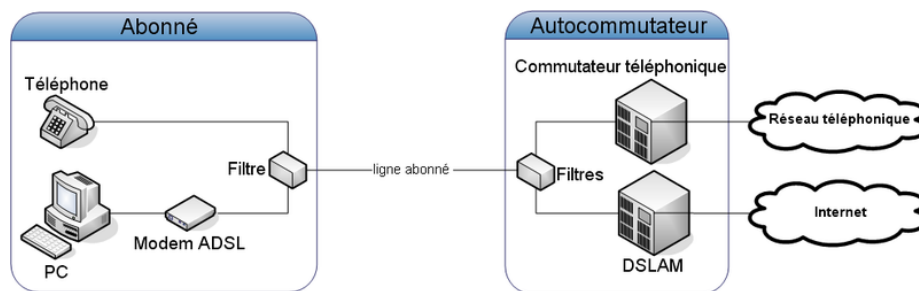 Abonné
Téléphone
Filtre
Modem ADSL
PC
ligne abonné
Autocommutateur
Commutateur téléphonique
Filtres
DSLAM
Réseau téléphonique
Internet